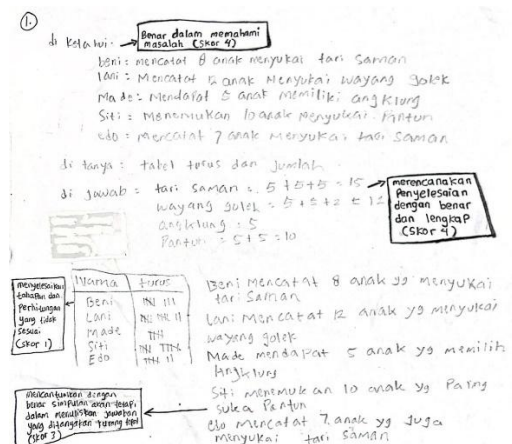 1.
Benar dalam memahami
masalah (skor 4)
di ketahui:
beni: mencatat 8 anak menyukai tari saman
lani: Mencatat 12 anak Menyukai wayang golek
Made: Mendapat 5 anak memiliki angklung
Siti: Menemukan 10 anak menyukai Pantun
edo: mencatat 7 anak Menyukai tari saman
di tanya: tabel turus dan jumlah
di jawab: tari saman = 5+5+5 = 15
wayang golek = 5+5+2 = 12
angklung : 5
Pantun : 5+5 = 10
merencanakan
Penyelesaian
dengan benar
dan lengkap
(skor 4)
menyelesaikan
tahapan dan
Perhitungan
yang tidak
sesuai
(skor 1)
Nama turus
Beni
Lani
Made
Siti
Edo
Beni Mencatat 8 anak yg menyukai
tari saman
Lani Mencatat 12 anak yg menyukai
wayang golek
Made mendapat 5 anak yg memilih
angklung
Siti menemukan 10 anak yg Paling
suka Pantun
edo mencatat 7 anak yg juga
menyukai tari saman
mencantumkan dengan
benar simpulan akan tetapi
dalam menuliskan jawaban
yang ditanyakan kurang tepat
(skor 3)